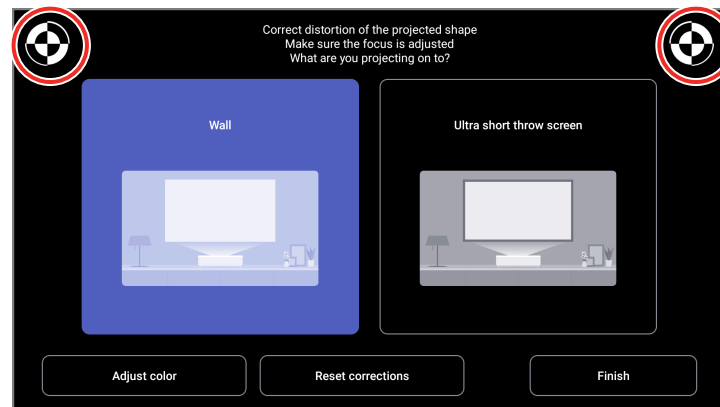 Correct distortion of the projected shape
Make sure the focus is adjusted
What are you projecting on to?
Wall
Ultra short throw screen
Adjust color
Reset corrections
Finish